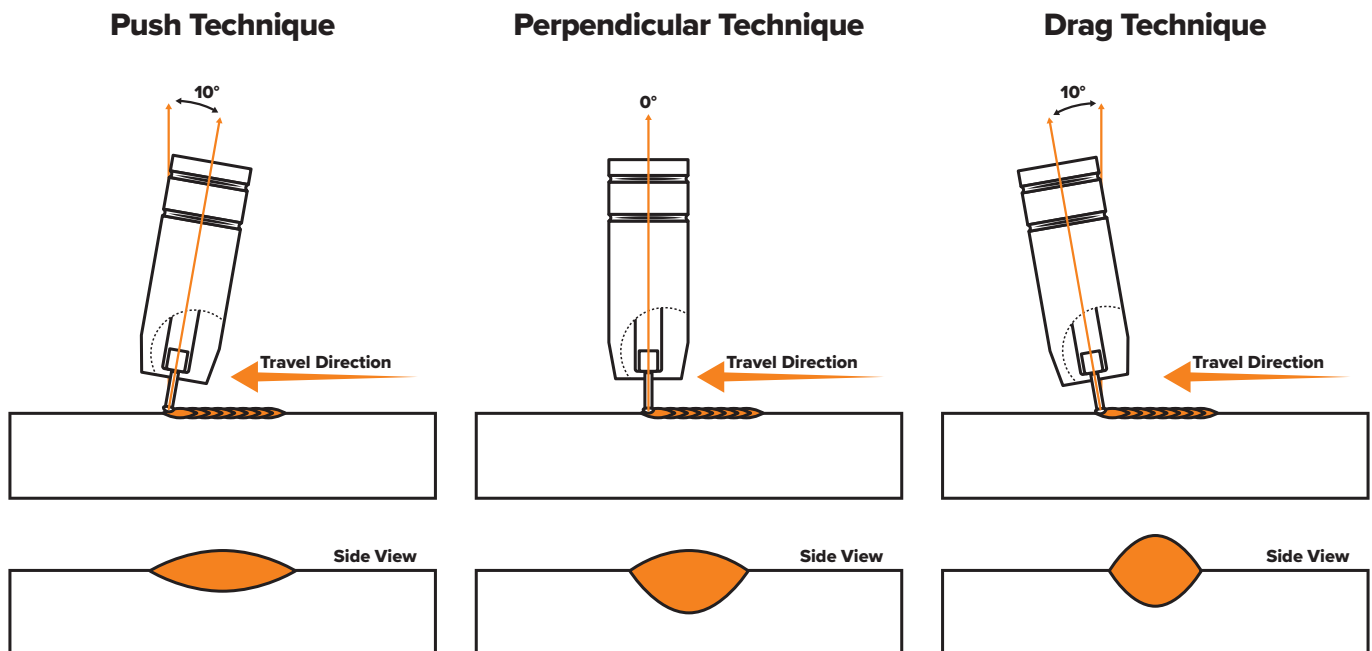 Push Technique
Perpendicular Technique
Drag Technique
10°
0°
10°
Travel Direction
Travel Direction
Travel Direction
Side View
Side View
Side View